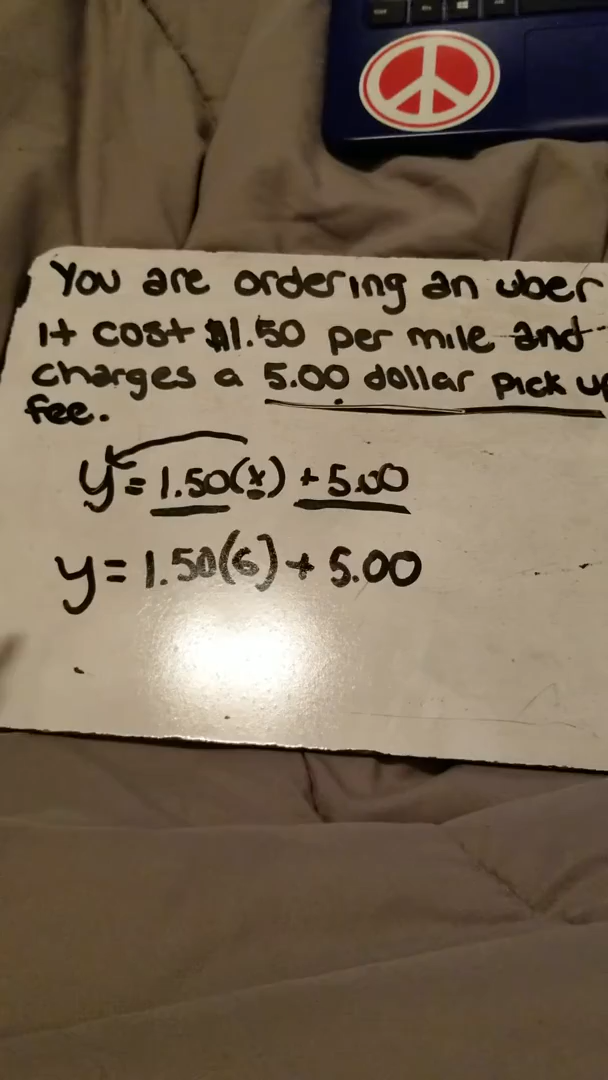 You are ordering an uber
It cost $1.50 per mile and
charges a 5.00 dollar pick up
fee.
y = 1.50(x) + 5.00
y = 1.50(6) + 5.00